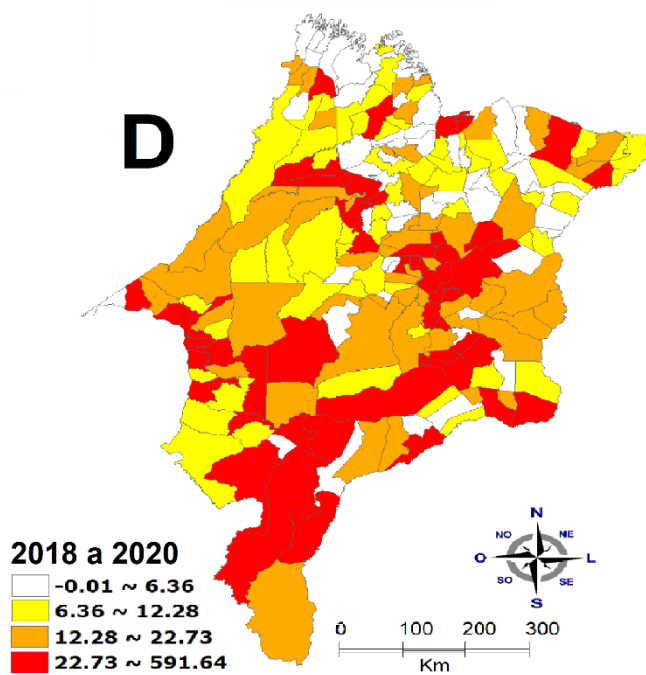 D
N
NO NE
O L
SO SE
S
2018 a 2020
-0.01 ~ 6.36
6.36 ~ 12.28
12.28 ~ 22.73
22.73 ~ 591.64
0 100 200 300
Km